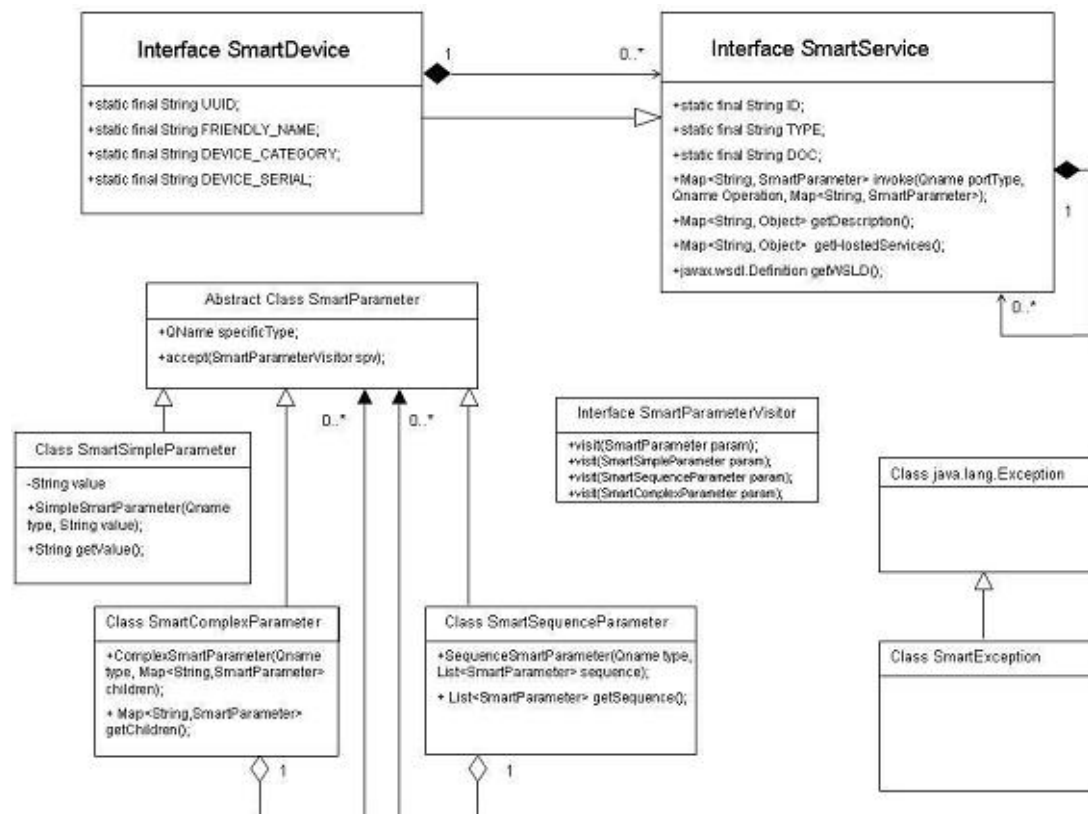 Interface SmartDevice
+static final String UUID;
+static final String FRIENDLY_NAME;
+static final String DEVICE_CATEGORY;
+static final String DEVICE_SERIAL;
1
0..*
Interface SmartService
+static final String ID;
+static final String TYPE;
+static final String DOC;
+Map<String, SmartParameter> invoke(Qname portType,
Qname Operation, Map<String, SmartParameter>);
+Map<String, Object> getDescription();
+Map<String, Object> getHostedServices();
+javax.wsdl.Definition getWSLD();
1
0..*
Abstract Class SmartParameter
+QName specificType;
+accept(SmartParameterVisitor spv);
0..*
0..*
Class SmartSimpleParameter
-String value
+SimpleSmartParameter(Qname
type, String value);
+String getValue();
Interface SmartParameterVisitor
+visit(SmartParameter param);
+visit(SmartSimpleParameter param);
+visit(SmartSequenceParameter param);
+visit(SmartComplexParameter param);
Class java.lang.Exception
Class SmartComplexParameter
+ComplexSmartParameter(Qname
type, Map<String,SmartParameter>
children);
+ Map<String,SmartParameter>
getChildren();
1
Class SmartSequenceParameter
+SequenceSmartParameter(Qname type,
List<SmartParameter> sequence);
+ List<SmartParameter> getSequence();
1
Class SmartException